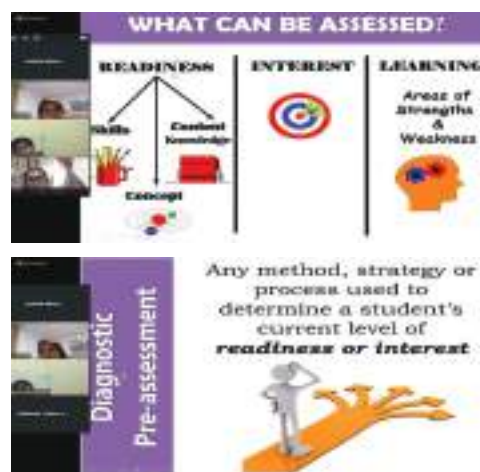 WHAT CAN BE ASSESSED?
READINESS
INTEREST
LEARNING
Skills
Content
Knowledge
Concept
Areas of
Strengths
&
Weakness
Diagnostic
Pre-assessment
Any method, strategy or
process used to
determine a student's
current level of
readiness or interest